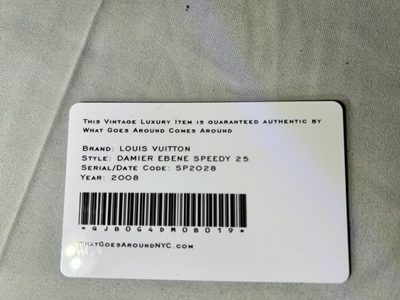 This Vintage Luxury Item is guaranteed authentic by
What Goes Around Comes Around
Brand: LOUIS VUITTON
Style: DAMIER EBENE SPEEDY 25
Serial/Date Code: SP2028
Year: 2008
*QJB0G4DM08019*
WhatGoesAroundNYC.com